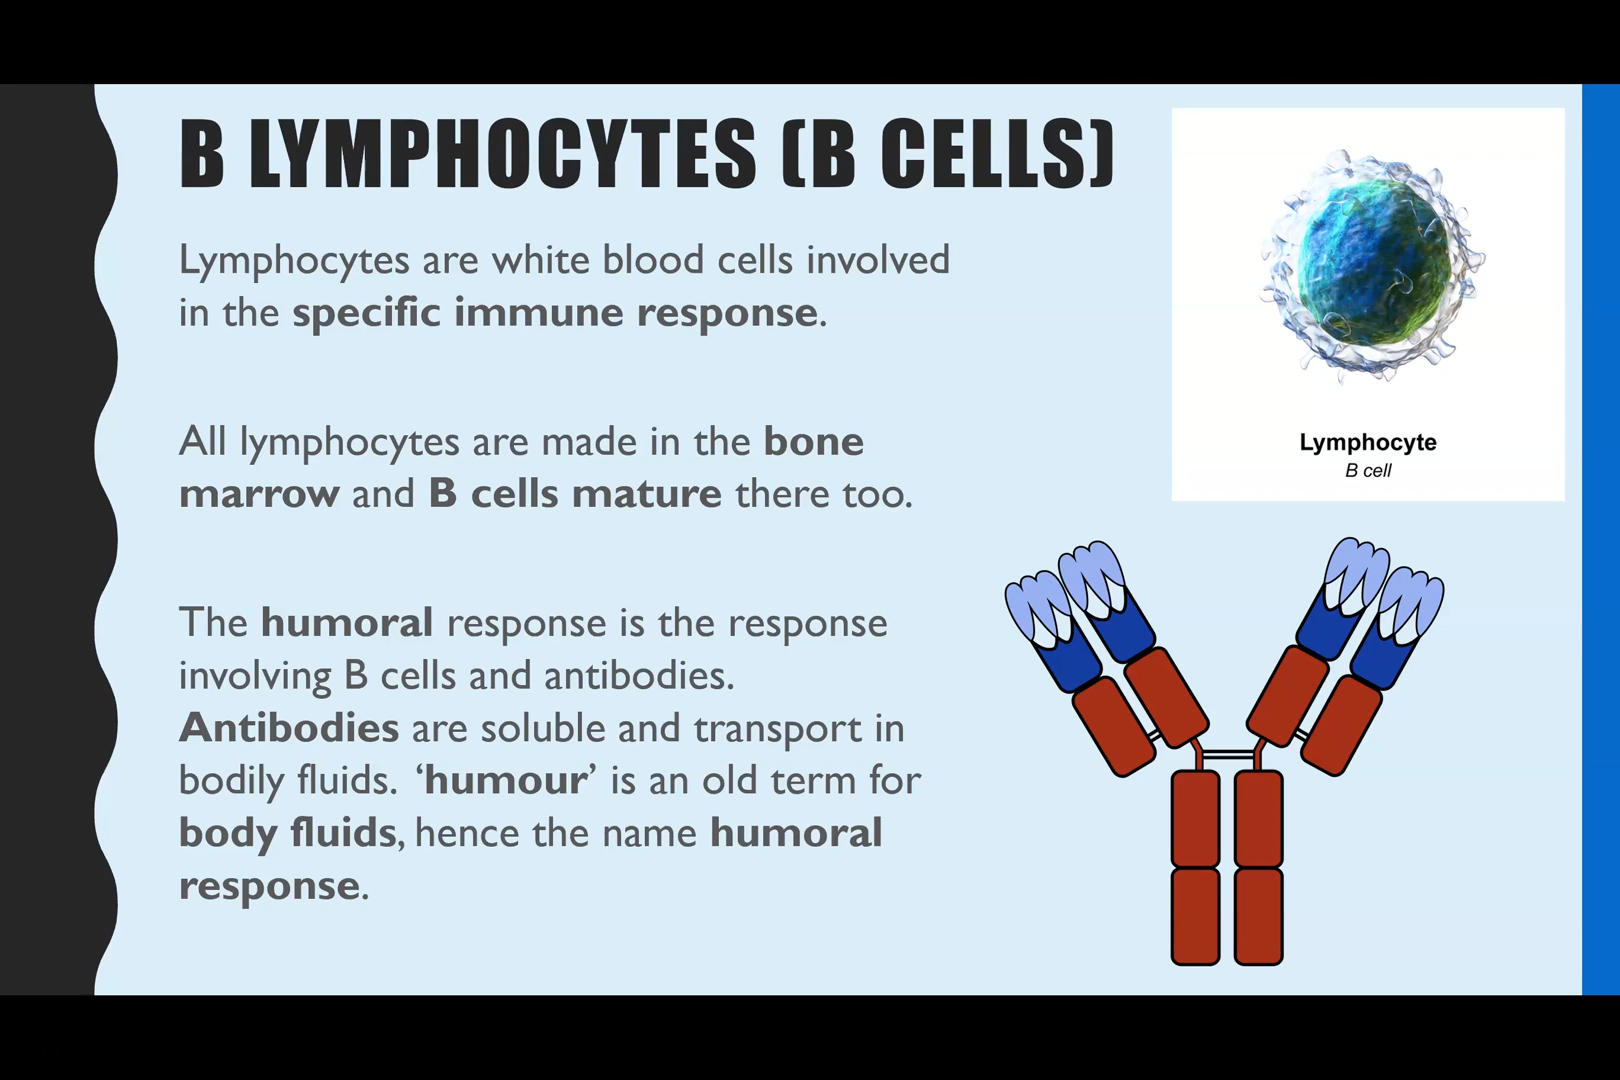 B LYMPHOCYTES (B CELLS)
Lymphocytes are white blood cells involved
in the specific immune response.
All lymphocytes are made in the bone
marrow and B cells mature there too.
The humoral response is the response
involving B cells and antibodies.
Antibodies are soluble and transport in
bodily fluids. ‘humour’ is an old term for
body fluids, hence the name humoral
response.
Lymphocyte
B cell